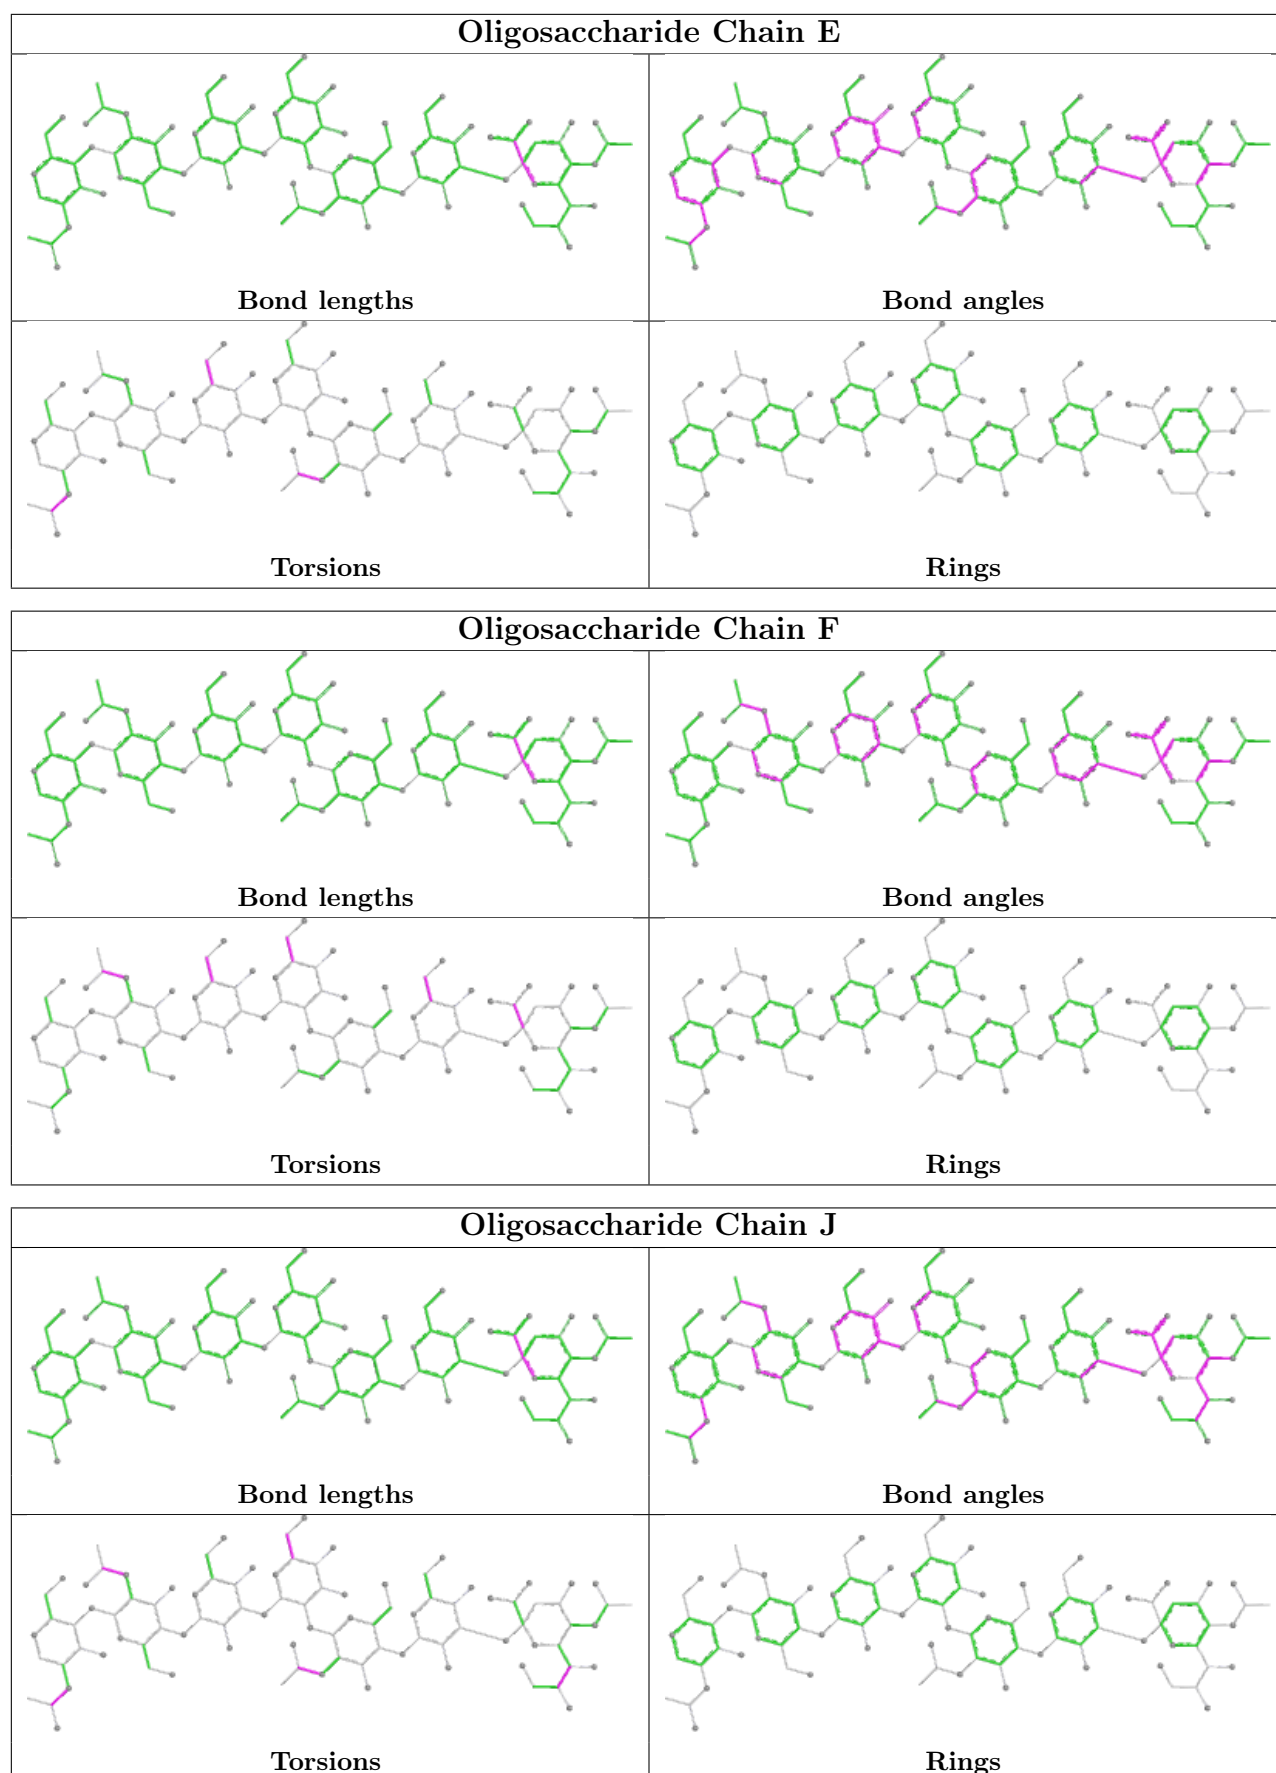 Oligosaccharide Chain E
Bond lengths
Bond angles
Torsions
Rings
Oligosaccharide Chain F
Bond lengths
Bond angles
Torsions
Rings
Oligosaccharide Chain J
Bond lengths
Bond angles
Torsions
Rings